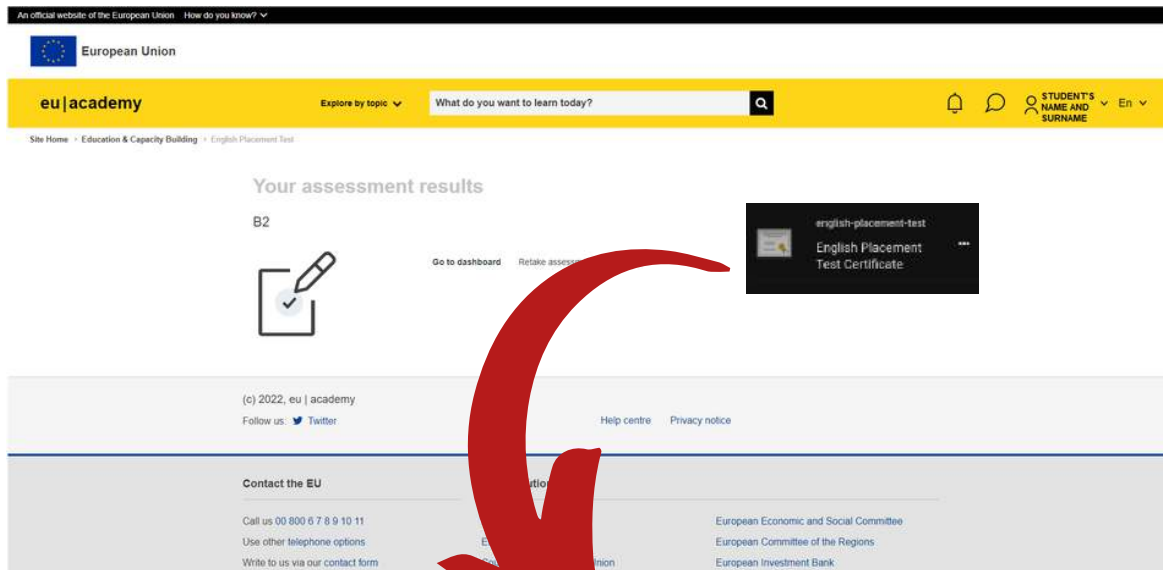 An official website of the European Union How do you know?
European Union
eu|academy
Explore by topic
What do you want to learn today?
STUDENT'S
NAME AND
SURNAME
En
Site Home › Education & Capacity Building › English Placement Test
Your assessment results
B2
english-placement-test
English Placement
Test Certificate
Go to dashboard Retake
(c) 2022, eu | academy
Follow us: Twitter
Help centre Privacy notice
Contact the EU
Call us 00 800 6 7 8 9 10 11
European Economic and Social Committee
Use other telephone options
European Committee of the Regions
Write to us via our contact form
European Investment Bank